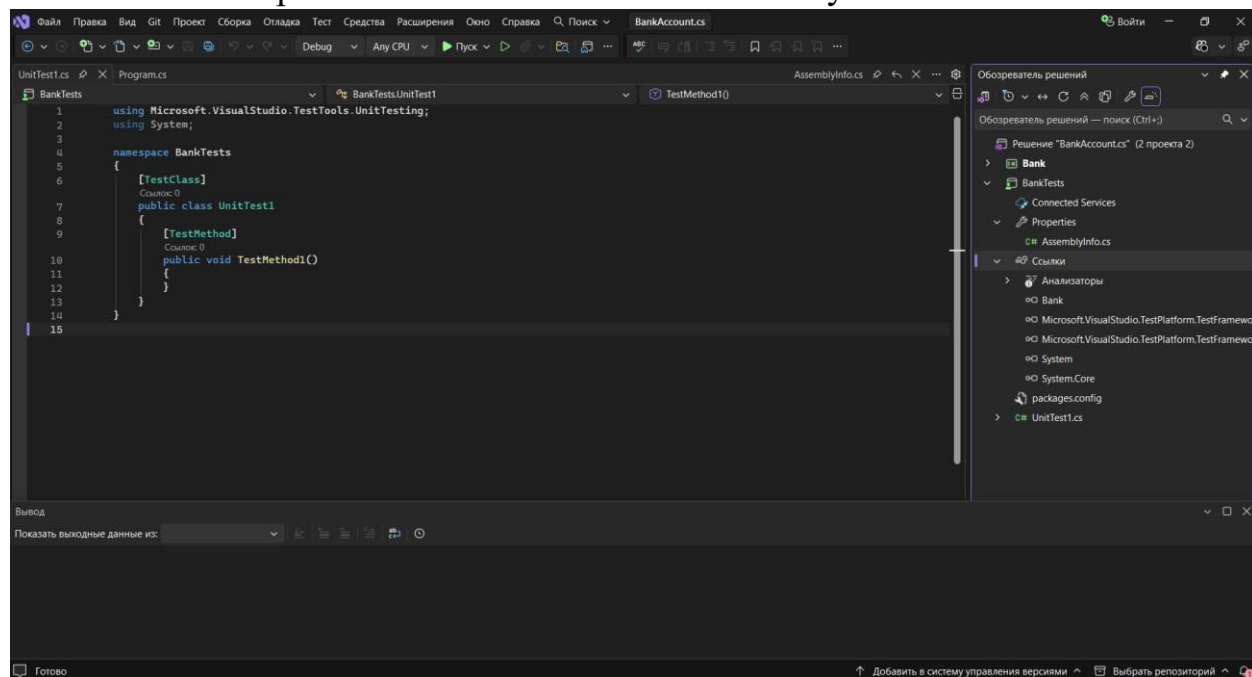 Файл Правка Вид Git Проект Сборка Отладка Тест Средства Расширения Окно Справка Поиск BankAccount.cs Войти
Debug Any CPU Пуск
UnitTest1.cs Program.cs AssemblyInfo.cs
BankTests BankTests.UnitTest1 TestMethod1()
1 using Microsoft.VisualStudio.TestTools.UnitTesting;
2 using System;
3
4 namespace BankTests
5 {
6 [TestClass]
Ссылок: 0
7 public class UnitTest1
8 {
9 [TestMethod]
Ссылок: 0
10 public void TestMethod1()
11 {
12 }
13 }
14 }
15
Обозреватель решений
Обозреватель решений — поиск (Ctrl+;)
Решение "BankAccount.cs" (2 проекта 2)
Bank
BankTests
Connected Services
Properties
C# AssemblyInfo.cs
Ссылки
Анализаторы
Bank
Microsoft.VisualStudio.TestPlatform.TestFramewo
Microsoft.VisualStudio.TestPlatform.TestFramewo
System
System.Core
packages.config
C# UnitTest1.cs
Вывод
Показать выходные данные из:
Готово Добавить в систему управления версиями Выбрать репозиторий